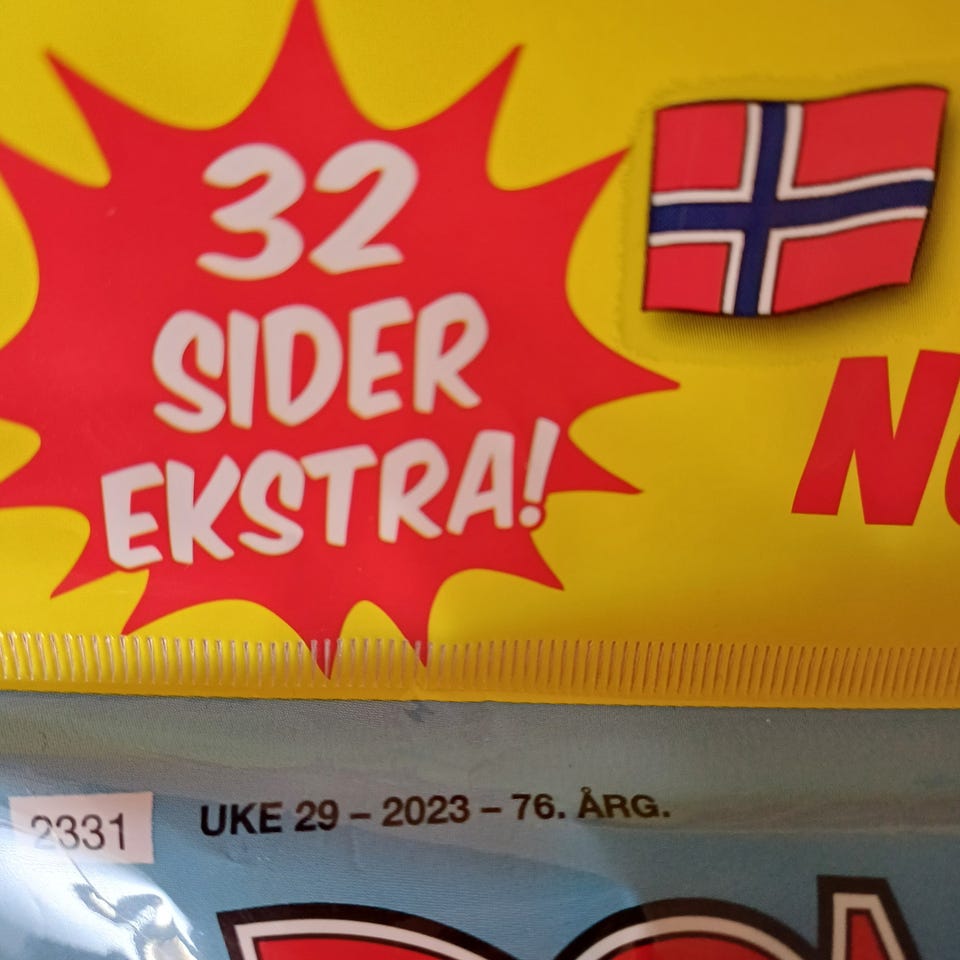 32
SIDER
EKSTRA!
2331
UKE 29 – 2023 – 76. ÅRG.